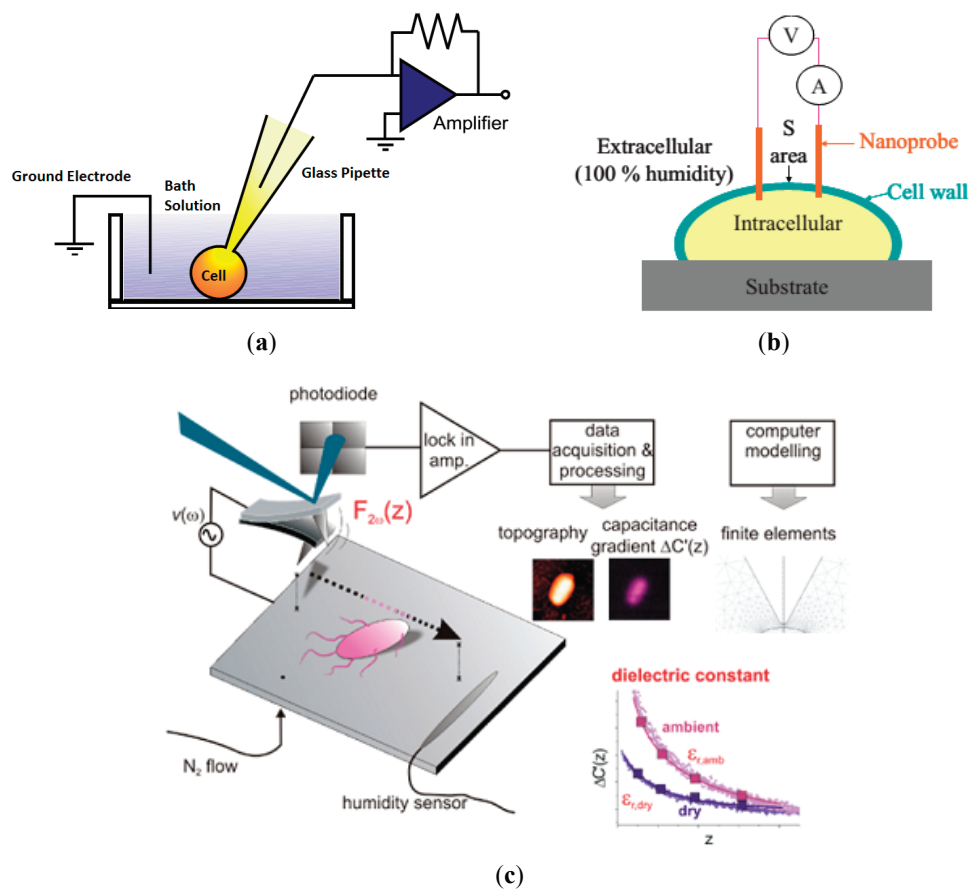 Ground Electrode
Bath
Solution
Glass Pipette
Amplifier
Cell
(a)
V
A
S
area
Extracellular
(100 % humidity)
Nanoprobe
Cell wall
Intracellular
Substrate
(b)
photodiode
lock in
amp.
data
acquisition &
processing
computer
modelling
v(ω)
F2ω(z)
topography
capacitance
gradient ΔC'(z)
finite elements
N2 flow
humidity sensor
dielectric constant
ambient
εr,amb
εr,dry
dry
ΔC'(z)
z
(c)